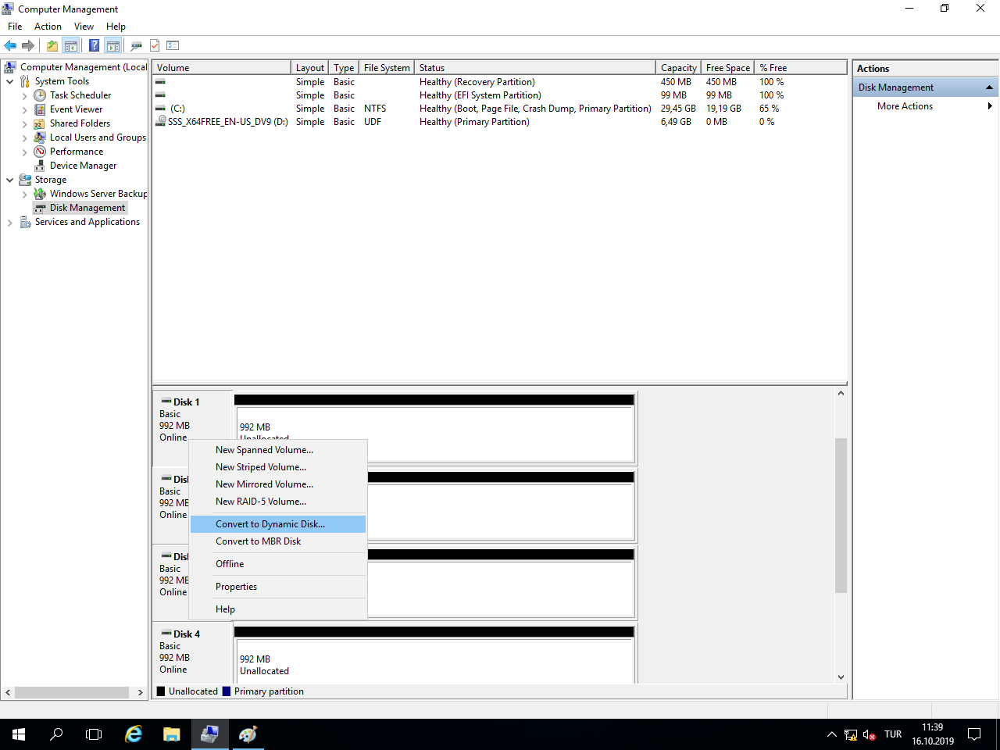 Computer Management
File Action View Help
Computer Management (Local
System Tools
Task Scheduler
Event Viewer
Shared Folders
Local Users and Groups
Performance
Device Manager
Storage
Windows Server Backup
Disk Management
Services and Applications
Volume Layout Type File System Status Capacity Free Space % Free
Simple Basic Healthy (Recovery Partition) 450 MB 450 MB 100 %
Simple Basic Healthy (EFI System Partition) 99 MB 99 MB 100 %
(C:) Simple Basic NTFS Healthy (Boot, Page File, Crash Dump, Primary Partition) 29,45 GB 19,19 GB 65 %
SSS_X64FREE_EN-US_DV9 (D:) Simple Basic UDF Healthy (Primary Partition) 6,49 GB 0 MB 0 %
Actions
Disk Management
More Actions
Disk 1
Basic
992 MB
Online
992 MB
Unallocated
Basic
992 MB
Online
Basic
992 MB
Online
New Spanned Volume...
New Striped Volume...
New Mirrored Volume...
New RAID-5 Volume...
Convert to Dynamic Disk...
Convert to MBR Disk
Offline
Properties
Help
Disk 4
Basic
992 MB
Online
992 MB
Unallocated
Unallocated Primary partition
TUR
11:39
16.10.2019